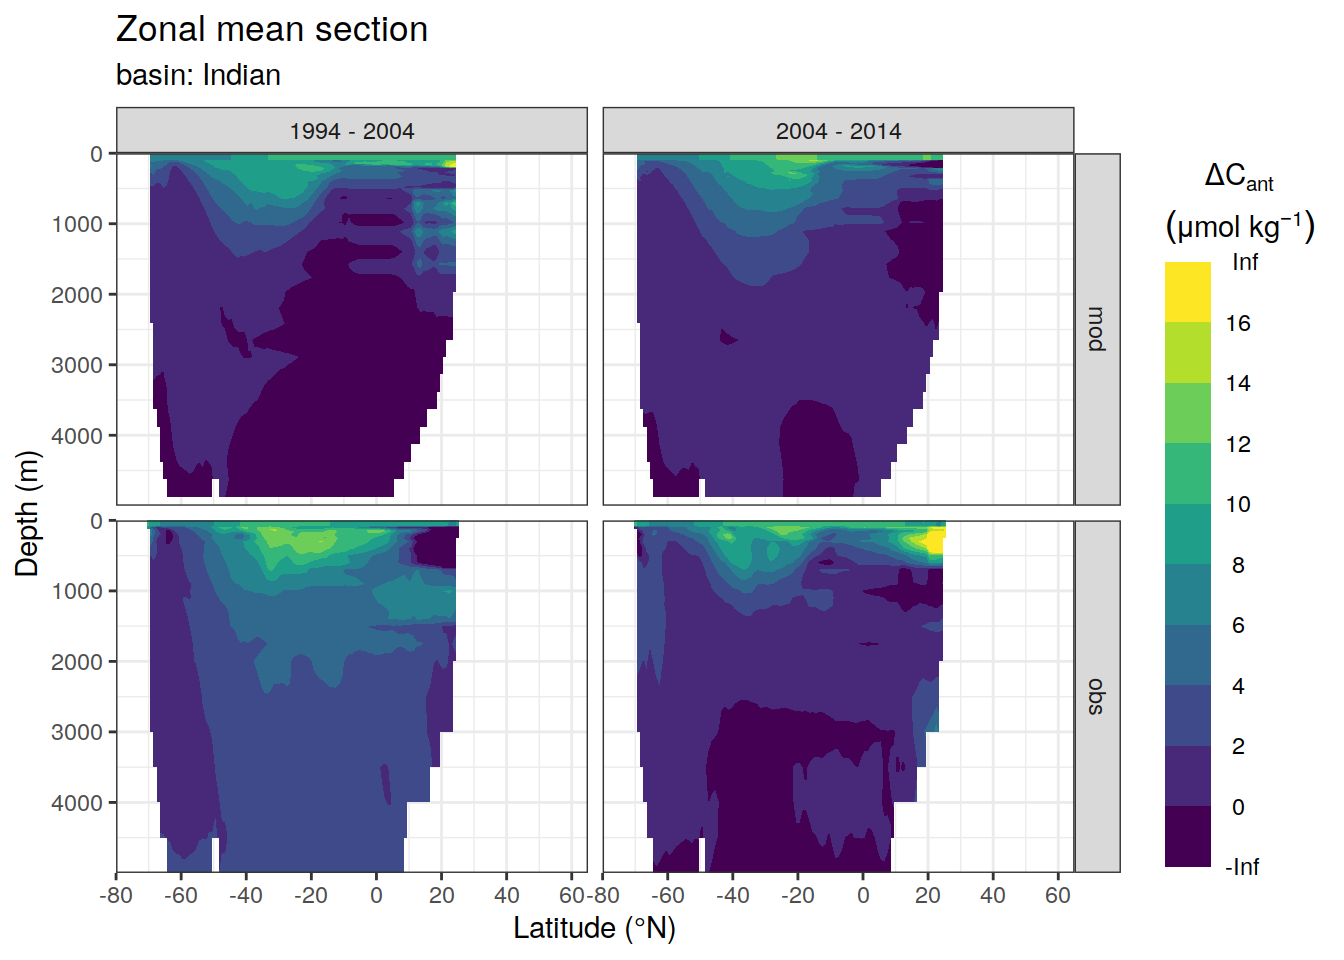 Zonal mean section
basin: Indian
1994 - 2004
2004 - 2014
0
1000
2000
3000
4000
mod
0
1000
2000
3000
4000
obs
-80 -60 -40 -20 0 20 40 60
-80 -60 -40 -20 0 20 40 60
Latitude (°N)
Depth (m)
ΔCant
(μmol kg⁻¹)
Inf
16
14
12
10
8
6
4
2
0
-Inf